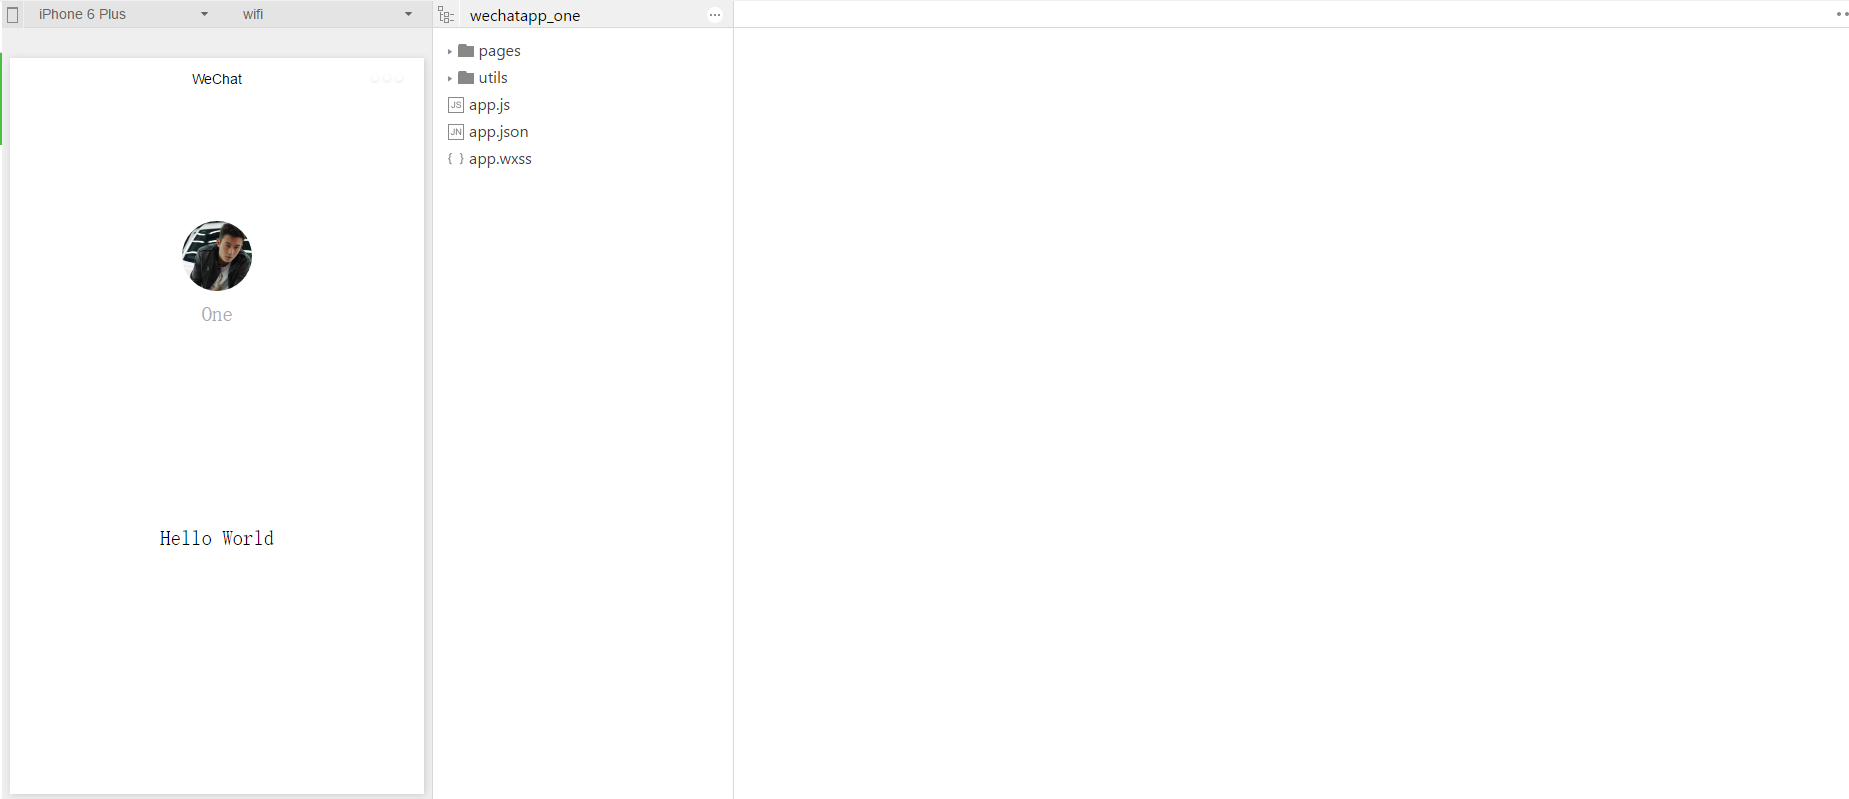 iPhone 6 Plus
wifi
wechatapp_one
WeChat
One
Hello World
pages
utils
JS app.js
JN app.json
{ } app.wxss